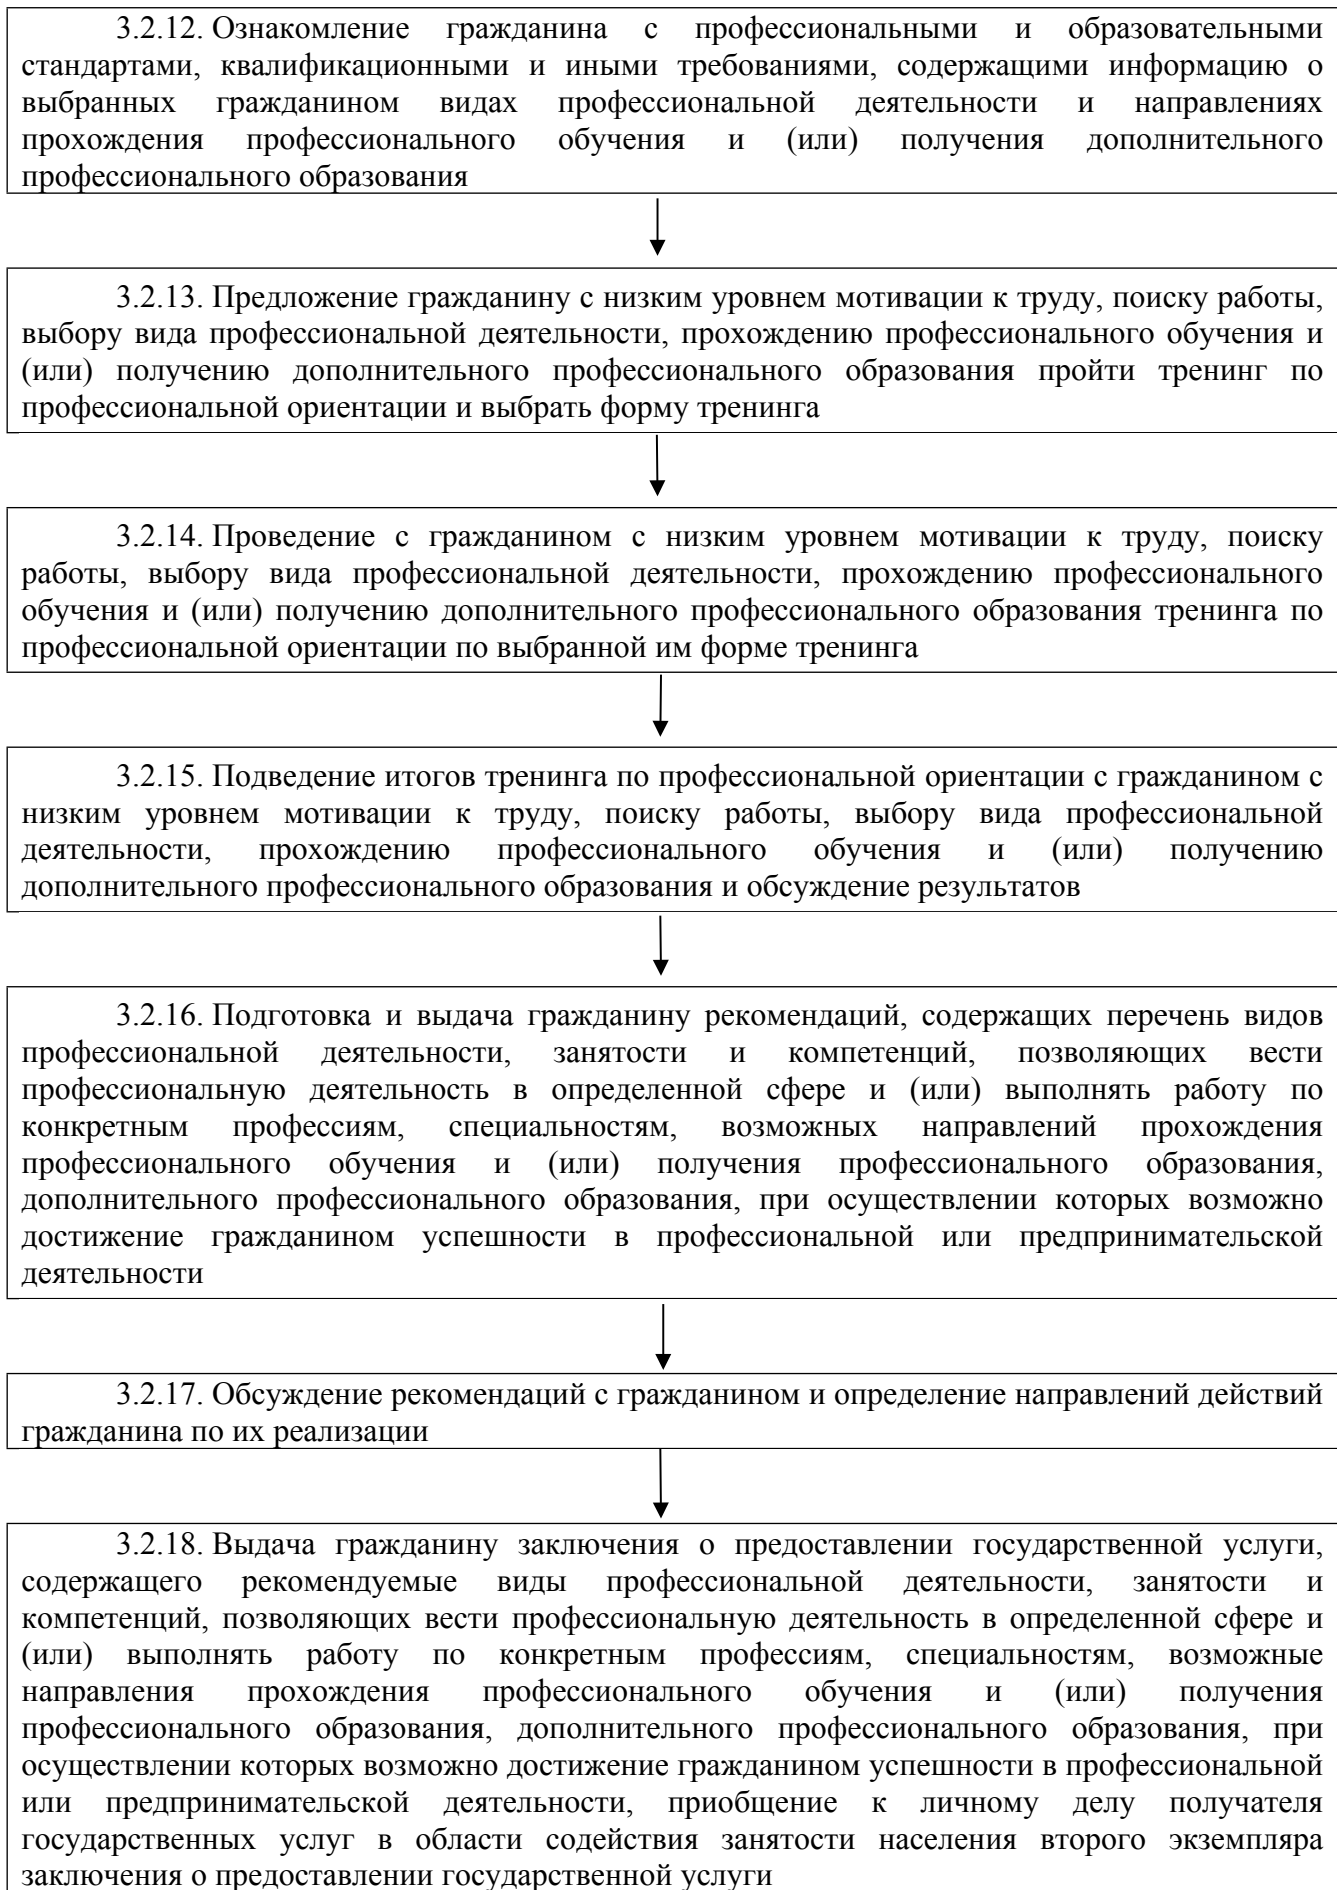 3.2.12. Ознакомление гражданина с профессиональными и образовательными
стандартами, квалификационными и иными требованиями, содержащими информацию о
выбранных гражданином видах профессиональной деятельности и направлениях
прохождения профессионального обучения и (или) получения дополнительного
профессионального образования
3.2.13. Предложение гражданину с низким уровнем мотивации к труду, поиску работы,
выбору вида профессиональной деятельности, прохождению профессионального обучения и
(или) получению дополнительного профессионального образования пройти тренинг по
профессиональной ориентации и выбрать форму тренинга
3.2.14. Проведение с гражданином с низким уровнем мотивации к труду, поиску
работы, выбору вида профессиональной деятельности, прохождению профессионального
обучения и (или) получению дополнительного профессионального образования тренинга по
профессиональной ориентации по выбранной им форме тренинга
3.2.15. Подведение итогов тренинга по профессиональной ориентации с гражданином с
низким уровнем мотивации к труду, поиску работы, выбору вида профессиональной
деятельности, прохождению профессионального обучения и (или) получению
дополнительного профессионального образования и обсуждение результатов
3.2.16. Подготовка и выдача гражданину рекомендаций, содержащих перечень видов
профессиональной деятельности, занятости и компетенций, позволяющих вести
профессиональную деятельность в определенной сфере и (или) выполнять работу по
конкретным профессиям, специальностям, возможных направлений прохождения
профессионального обучения и (или) получения профессионального образования,
дополнительного профессионального образования, при осуществлении которых возможно
достижение гражданином успешности в профессиональной или предпринимательской
деятельности
3.2.17. Обсуждение рекомендаций с гражданином и определение направлений действий
гражданина по их реализации
3.2.18. Выдача гражданину заключения о предоставлении государственной услуги,
содержащего рекомендуемые виды профессиональной деятельности, занятости и
компетенций, позволяющих вести профессиональную деятельность в определенной сфере и
(или) выполнять работу по конкретным профессиям, специальностям, возможные
направления прохождения профессионального обучения и (или) получения
профессионального образования, дополнительного профессионального образования, при
осуществлении которых возможно достижение гражданином успешности в профессиональной
или предпринимательской деятельности, приобщение к личному делу получателя
государственных услуг в области содействия занятости населения второго экземпляра
заключения о предоставлении государственной услуги